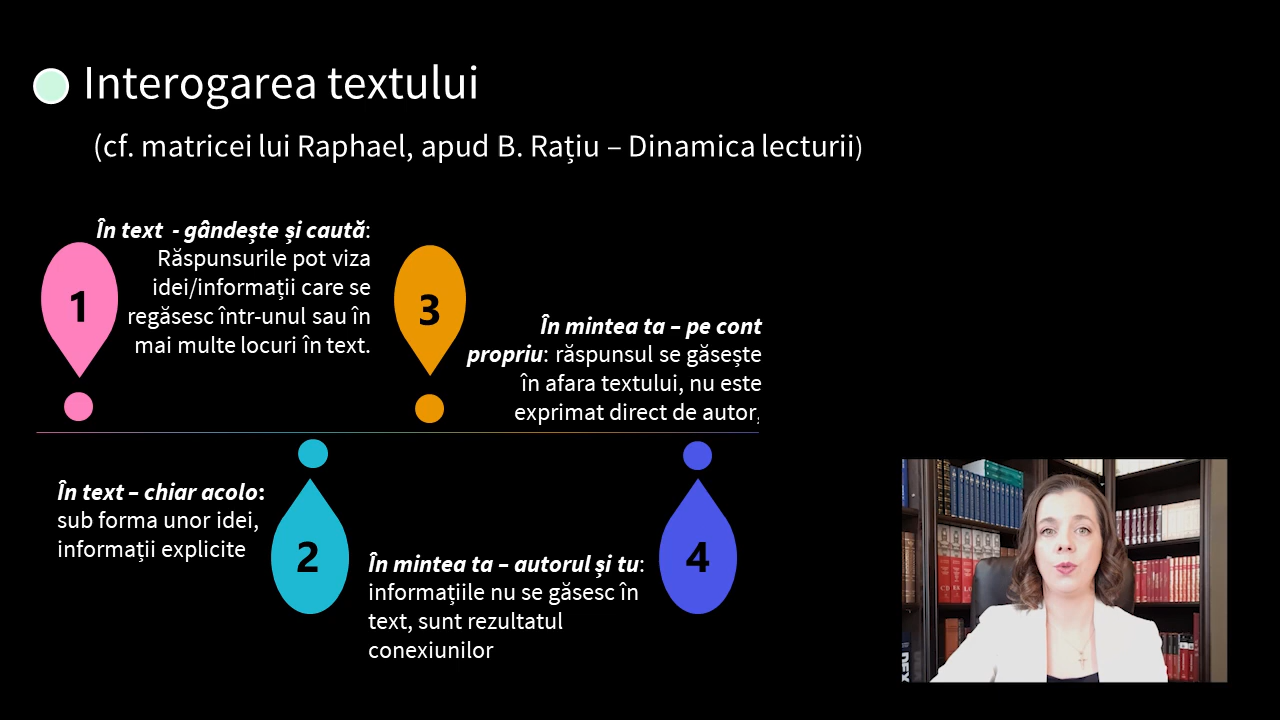 Interogarea textului
(cf. matricei lui Raphael, apud B. Rațiu – Dinamica lecturii)
În text - gândește și caută:
Răspunsurile pot viza
idei/informații care se
regăsesc într-unul sau în
mai multe locuri în text.
1
3
În mintea ta – pe cont
propriu: răspunsul se găsește
în afara textului, nu este
exprimat direct de autor,
În text – chiar acolo:
sub forma unor idei,
informații explicite
2
În mintea ta – autorul și tu:
informațiile nu se găsesc în
text, sunt rezultatul
conexiunilor
4
DEX